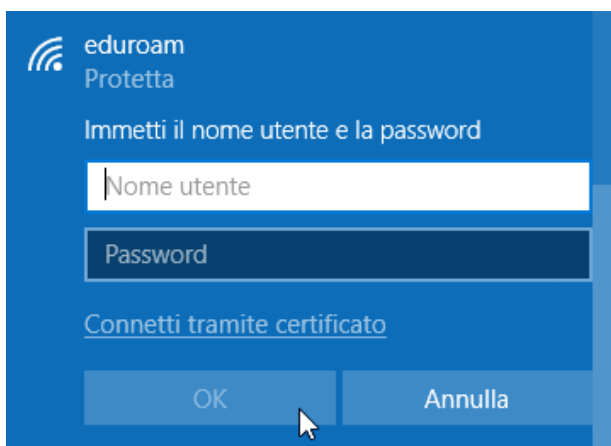 eduroam
Protetta
Immetti il nome utente e la password
Nome utente
Password
Connetti tramite certificato
OK Annulla